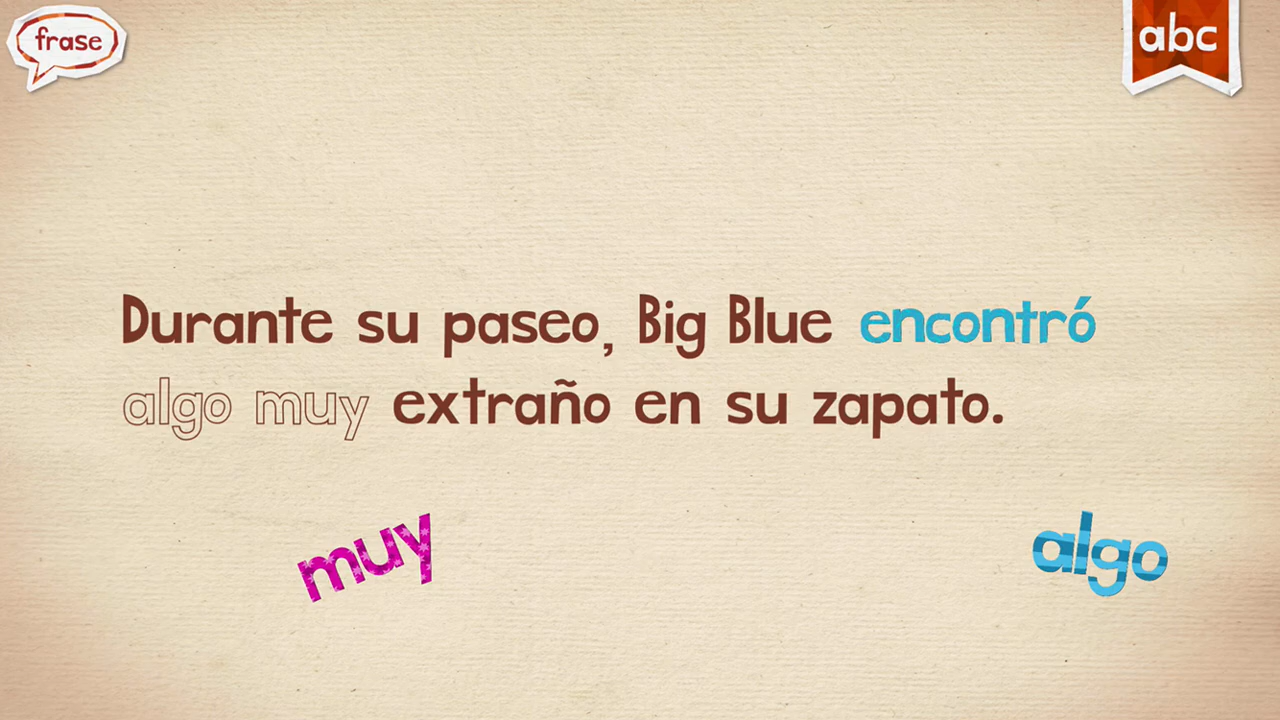 frase
abc
Durante su paseo, Big Blue encontró
algo muy extraño en su zapato.
muy
algo